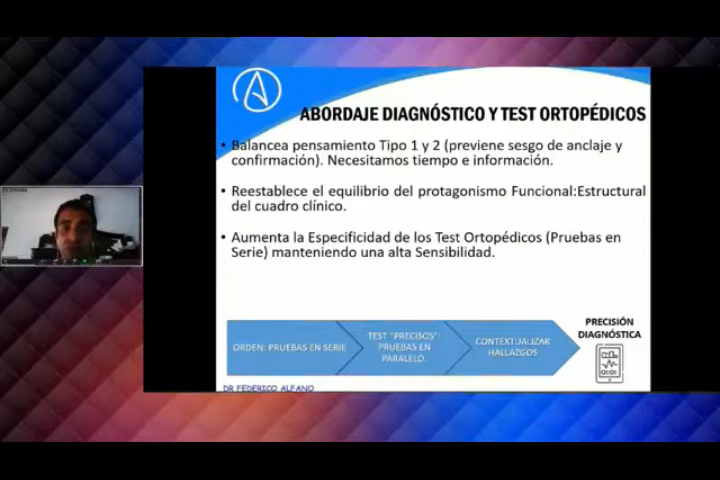 ABORDAJE DIAGNÓSTICO Y TEST ORTOPÉDICOS
• Balancea pensamiento Tipo 1 y 2 (previene sesgo de anclaje y
confirmación). Necesitamos tiempo e información.
• Reestablece el equilibrio del protagonismo Funcional:Estructural
del cuadro clínico.
• Aumenta la Especificidad de los Test Ortopédicos (Pruebas en
Serie) manteniendo una alta Sensibilidad.
ORDEN: PRUEBAS EN SERIE
TEST "PRECISOS":
PRUEBAS EN
PARALELO.
CONTEXTUALIZAR
HALLAZGOS
PRECISIÓN
DIAGNÓSTICA
DR FEDERICO ALFANO